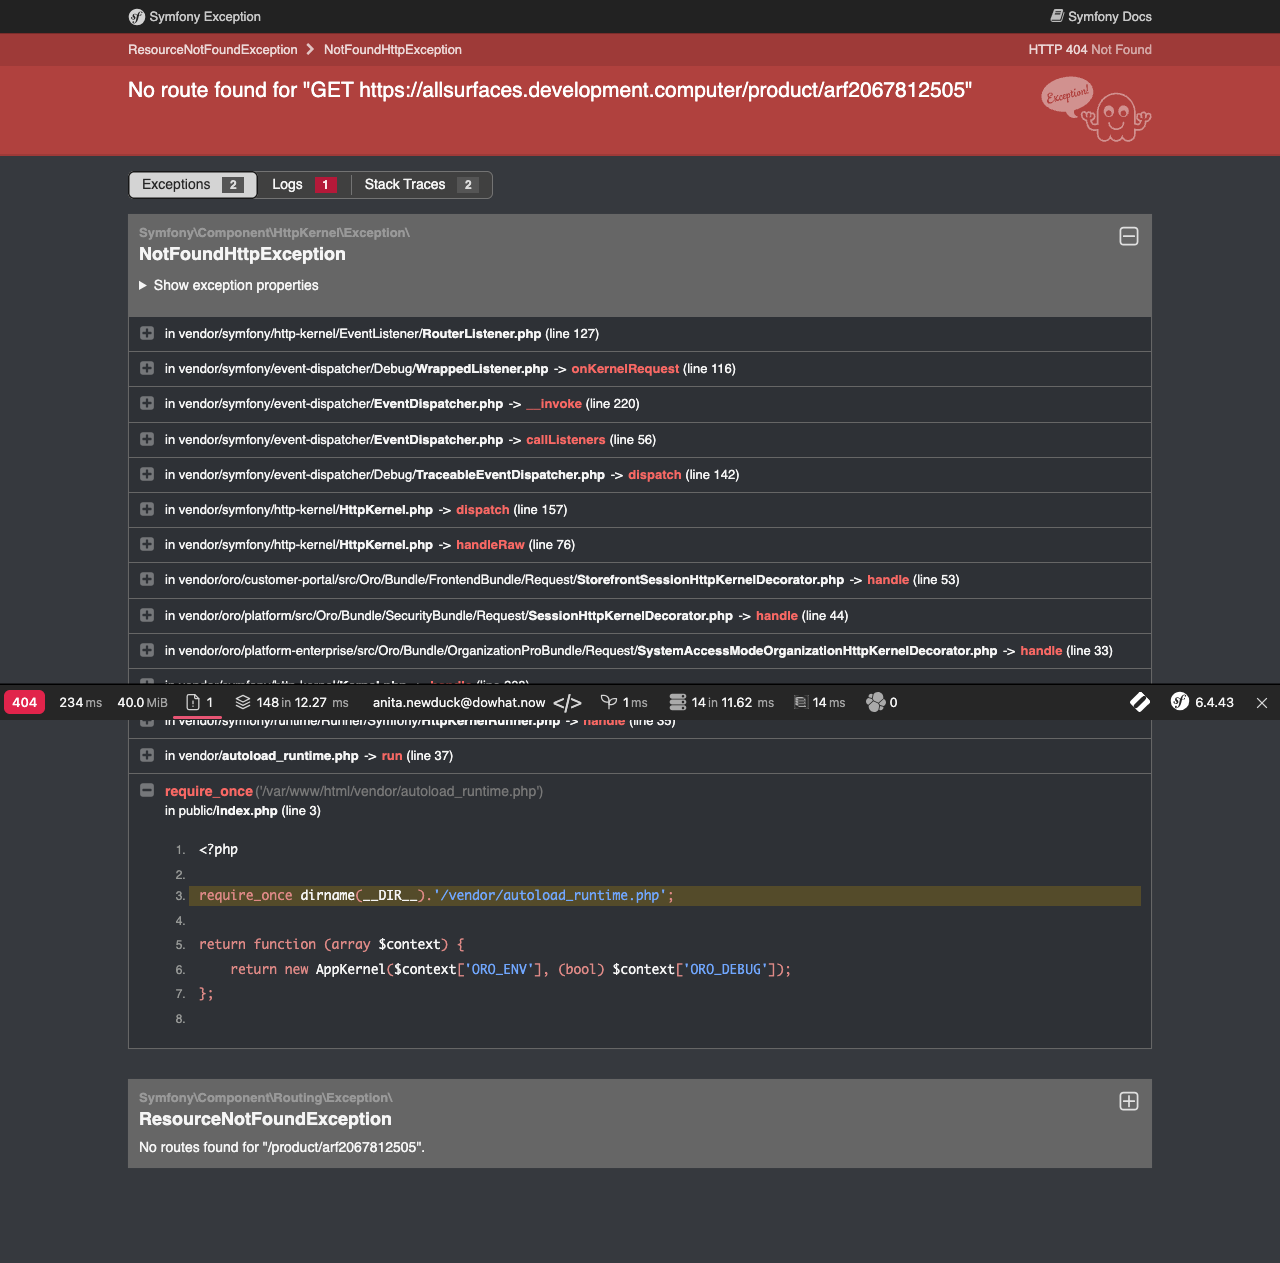 Symfony Exception
Symfony Docs
ResourceNotFoundException
NotFoundHttpException
HTTP 404 Not Found
No route found for "GET https://allsurfaces.development.computer/product/arf2067812505"
Exception!
Exceptions 2
Logs 1
Stack Traces 2
Symfony\Component\HttpKernel\Exception\
NotFoundHttpException
Show exception properties
in vendor/symfony/http-kernel/EventListener/RouterListener.php (line 127)
in vendor/symfony/event-dispatcher/Debug/WrappedListener.php -> onKernelRequest (line 116)
in vendor/symfony/event-dispatcher/EventDispatcher.php -> __invoke (line 220)
in vendor/symfony/event-dispatcher/EventDispatcher.php -> callListeners (line 56)
in vendor/symfony/event-dispatcher/Debug/TraceableEventDispatcher.php -> dispatch (line 142)
in vendor/symfony/http-kernel/HttpKernel.php -> dispatch (line 157)
in vendor/symfony/http-kernel/HttpKernel.php -> handleRaw (line 76)
in vendor/oro/customer-portal/src/Oro/Bundle/FrontendBundle/Request/StorefrontSessionHttpKernelDecorator.php -> handle (line 53)
in vendor/oro/platform/src/Oro/Bundle/SecurityBundle/Request/SessionHttpKernelDecorator.php -> handle (line 44)
in vendor/oro/platform-enterprise/src/Oro/Bundle/OrganizationProBundle/Request/SystemAccessModeOrganizationHttpKernelDecorator.php -> handle (line 33)
404 234 ms 40.0 MiB 1 148 in 12.27 ms anita.newduck@dowhat.now 1 ms 14 in 11.62 ms 14 ms 0 6.4.43
in vendor/symfony/runtime/Runner/Symfony/HttpKernelRunner.php -> handle (line 35)
in vendor/autoload_runtime.php -> run (line 37)
require_once('/var/www/html/vendor/autoload_runtime.php')
in public/index.php (line 3)
1. <?php
2.
3. require_once dirname(__DIR__).'/vendor/autoload_runtime.php';
4.
5. return function (array $context) {
6. return new AppKernel($context['ORO_ENV'], (bool) $context['ORO_DEBUG']);
7. };
8.
Symfony\Component\Routing\Exception\
ResourceNotFoundException
No routes found for "/product/arf2067812505".